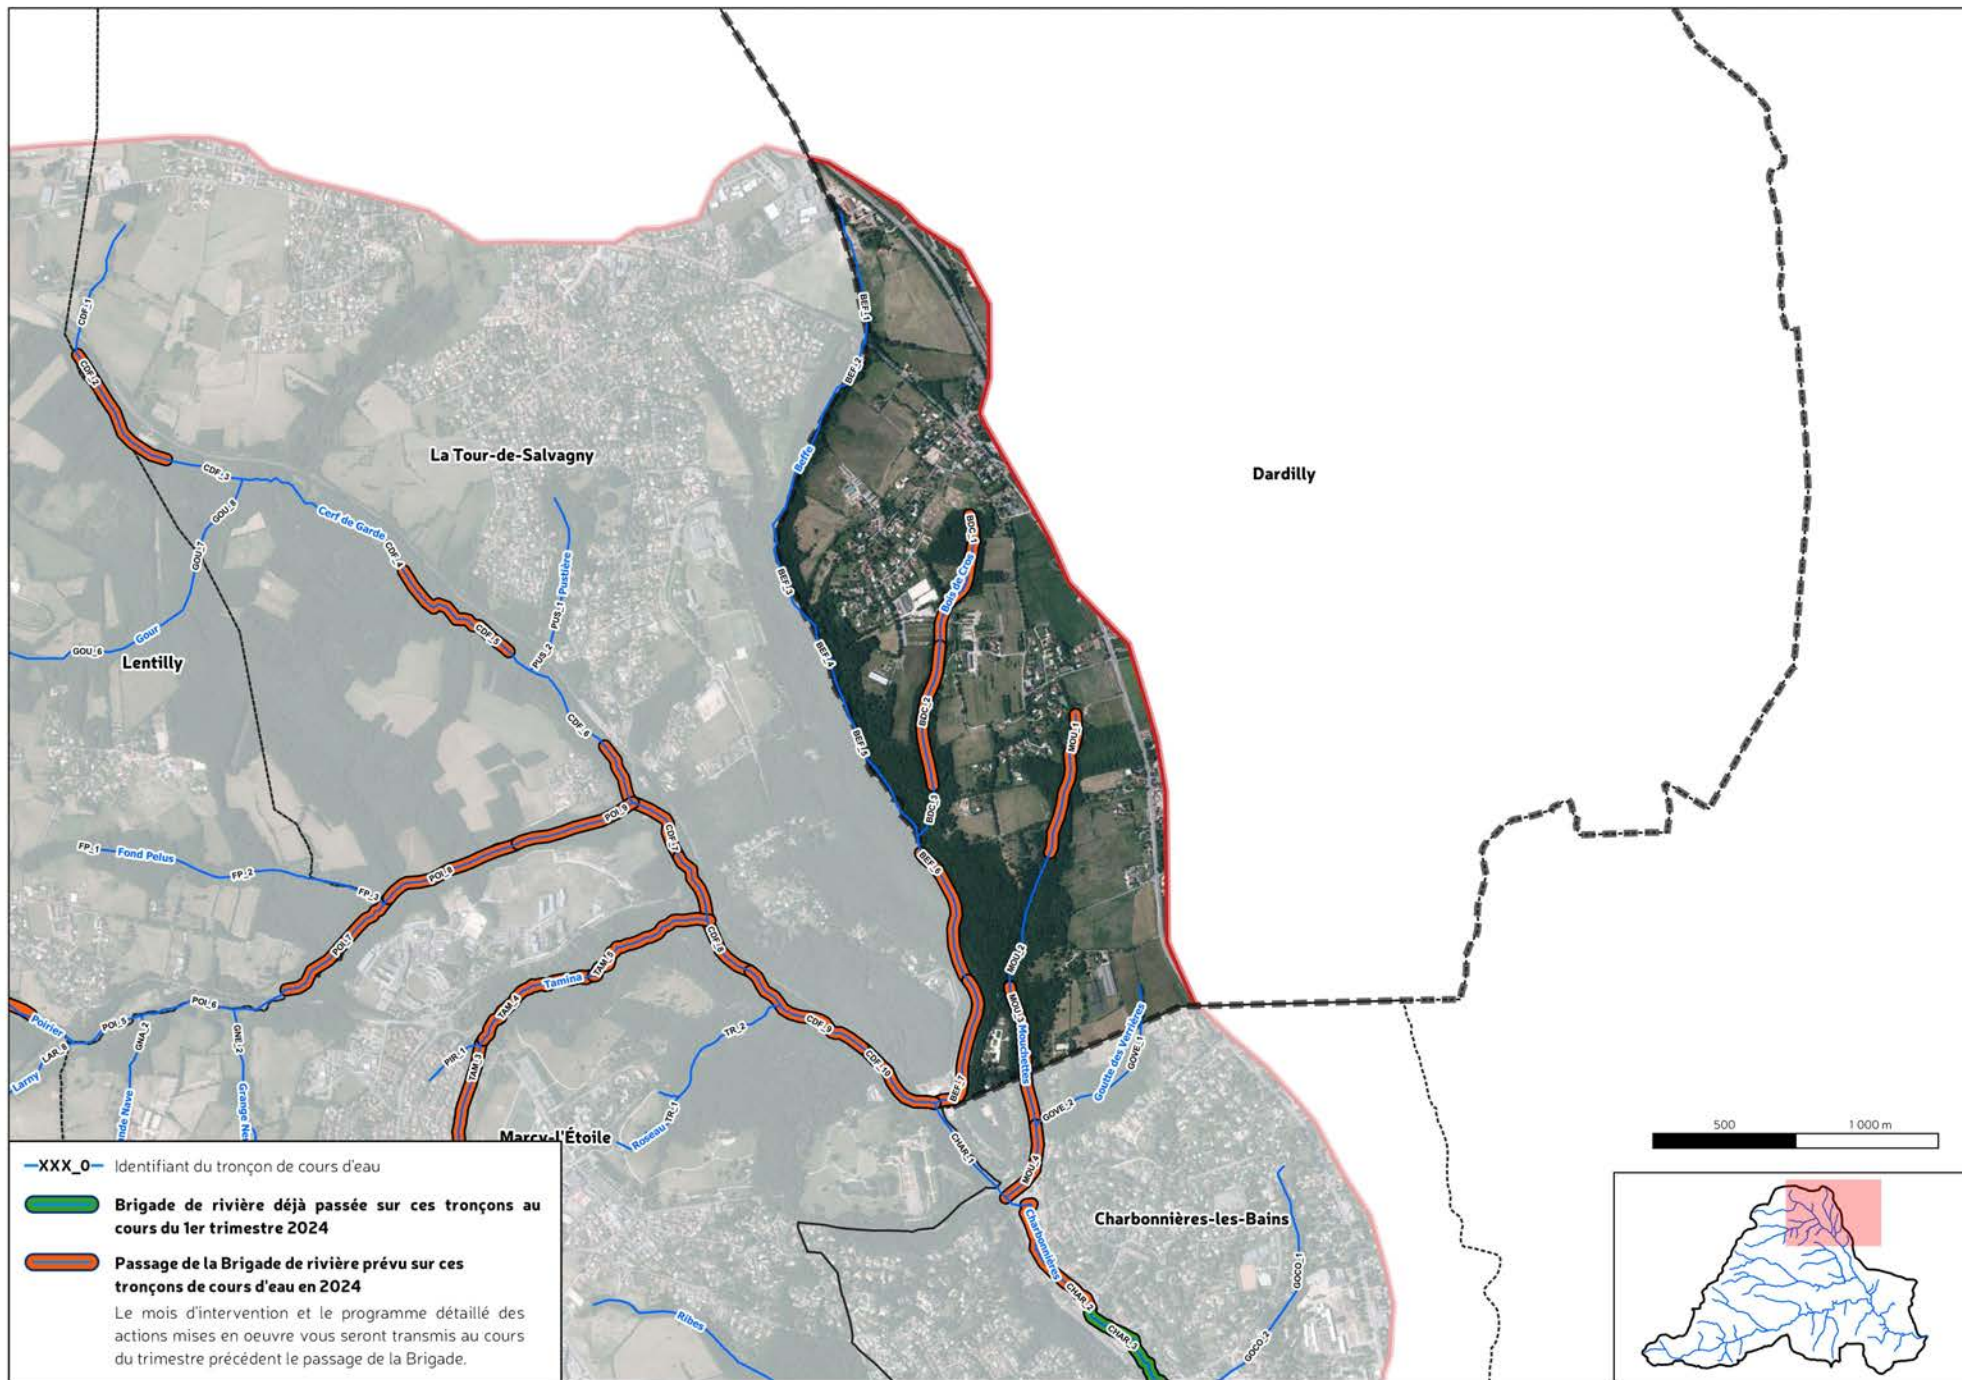 CDF_1
CDF_2
CDF_3
GOU_8
GOU_7
Gour
GOU_6
Lentilly
La Tour-de-Salvagny
Cerf de Garde
CDF_4
CDF_5
PUS_1 Pustière
PUS_2
CDF_6
BEF_1
BEF_2
Beffe
BEF_3
BEF_4
BEF_5
BEF_6
BEF_7
BDC_1
Bois de Cros
BDC_2
BDC_3
MOU_1
MOU_2
MOU_3 Mouchettes
MOU_4
Dardilly
FP_1
Fond Pelus
FP_2
FP_3
POI_9
POI_8
POI_7
POI_6
POI_5
Poirier
LAR_8
Larny
GNA_2
ande Nave
GNE_2
Grange Ne
CDF_7
CDF_8
CDF_9
CDF_10
TAM_5
Tamina
TAM_4
TAM_3
PIR_1
TR_2
TR_1
Roseau
Marcy-l'Étoile
Goutte des Verrières
GOVE_1
GOVE_2
CHAR_1
Charbonnières
CHAR_2
CHAR_3
Charbonnières-les-Bains
GOCO_1
GOCO_2
Ribes
500
1 000 m
XXX_0
Identifiant du tronçon de cours d'eau
Brigade de rivière déjà passée sur ces tronçons au
cours du 1er trimestre 2024
Passage de la Brigade de rivière prévu sur ces
tronçons de cours d'eau en 2024
Le mois d'intervention et le programme détaillé des
actions mises en oeuvre vous seront transmis au cours
du trimestre précédent le passage de la Brigade.